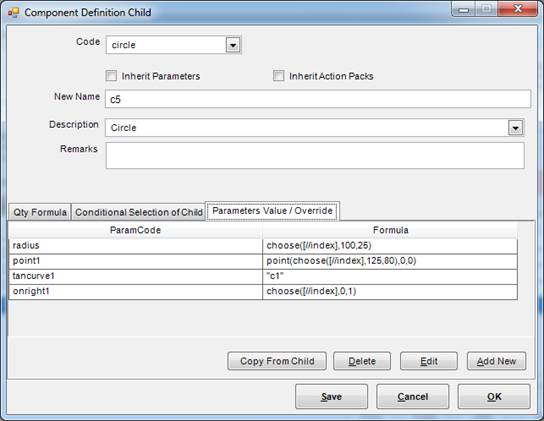 Component Definition Child
Code circle
Inherit Parameters Inherit Action Packs
New Name c5
Description Circle
Remarks
Qty Formula Conditional Selection of Child Parameters Value / Override
ParamCode Formula
radius choose([//index],100,25)
point1 point(choose([//index],125,80),0,0)
tancurve1 "c1"
onright1 choose([//index],0,1)
Copy From Child Delete Edit Add New
Save Cancel OK